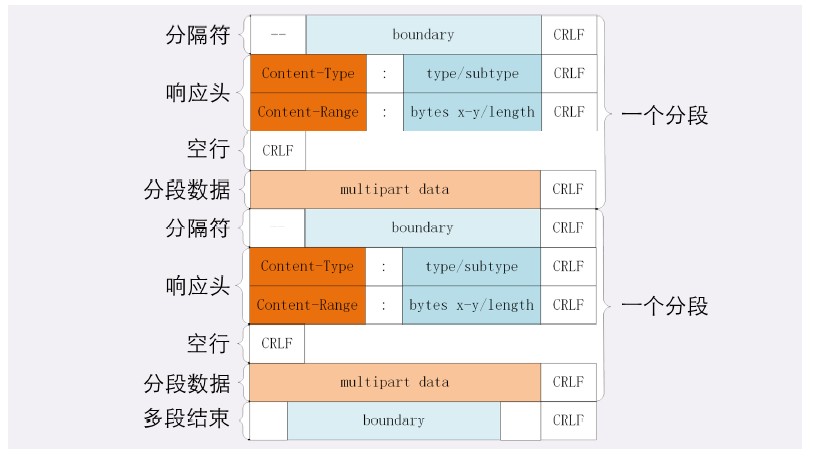 分隔符 -- boundary CRLF
Content-Type : type/subtype CRLF
响应头
Content-Range : bytes x-y/length CRLF
一个分段
空行 CRLF
分段数据 multipart data CRLF
分隔符 -- boundary CRLF
Content-Type : type/subtype CRLF
响应头
Content-Range : bytes x-y/length CRLF
一个分段
空行 CRLF
分段数据 multipart data CRLF
多段结束 boundary CRLF